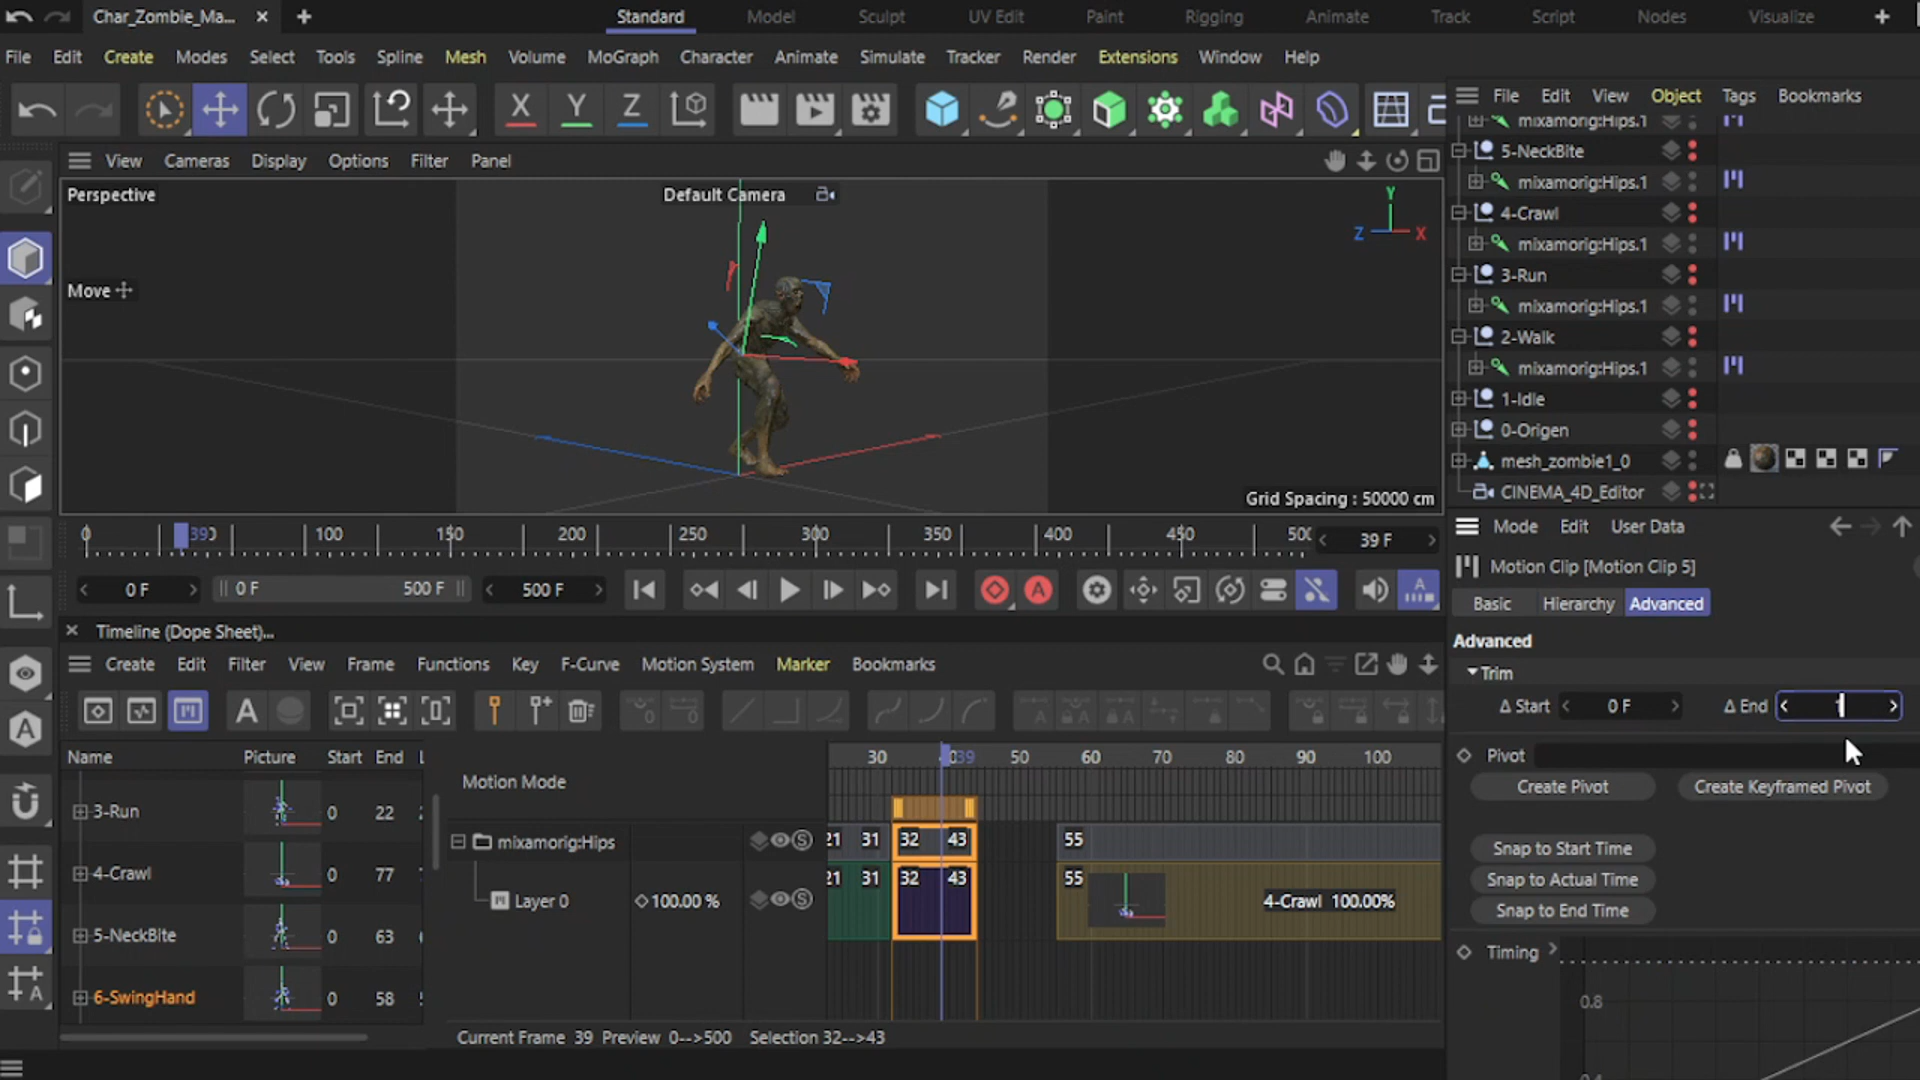 Char_Zombie_Ma... × +
Standard Model Sculpt UV Edit Paint Rigging Animate Track Script Nodes Visualize +
File Edit Create Modes Select Tools Spline Mesh Volume MoGraph Character Animate Simulate Tracker Render Extensions Window Help
X Y Z
File Edit View Object Tags Bookmarks
mixamorig:Hips.1
5-NeckBite
mixamorig:Hips.1
4-Crawl
mixamorig:Hips.1
3-Run
mixamorig:Hips.1
2-Walk
mixamorig:Hips.1
1-Idle
0-Origen
mesh_zombie1_0
CINEMA_4D_Editor
View Cameras Display Options Filter Panel
Perspective
Default Camera
Y
Z X
Move
Grid Spacing : 50000 cm
0 39 100 150 200 250 300 350 400 450 39 F
0 F 0 F 500 F 500 F
Timeline (Dope Sheet)...
Create Edit Filter View Frame Functions Key F-Curve Motion System Marker Bookmarks
Name Picture Start End
3-Run 0 22
4-Crawl 0 77
5-NeckBite 0 63
6-SwingHand 0 58
Motion Mode
mixamorig:Hips
Layer 0 100.00 %
30 39 50 60 70 80 90 100
21 31 32 43 55
21 31 32 43 55
4-Crawl 100.00%
Current Frame 39 Preview 0-->500 Selection 32-->43
Mode Edit User Data
Motion Clip [Motion Clip 5]
Basic Hierarchy Advanced
Advanced
Trim
Δ Start 0 F Δ End 1
Pivot
Create Pivot Create Keyframed Pivot
Snap to Start Time
Snap to Actual Time
Snap to End Time
Timing
0.8